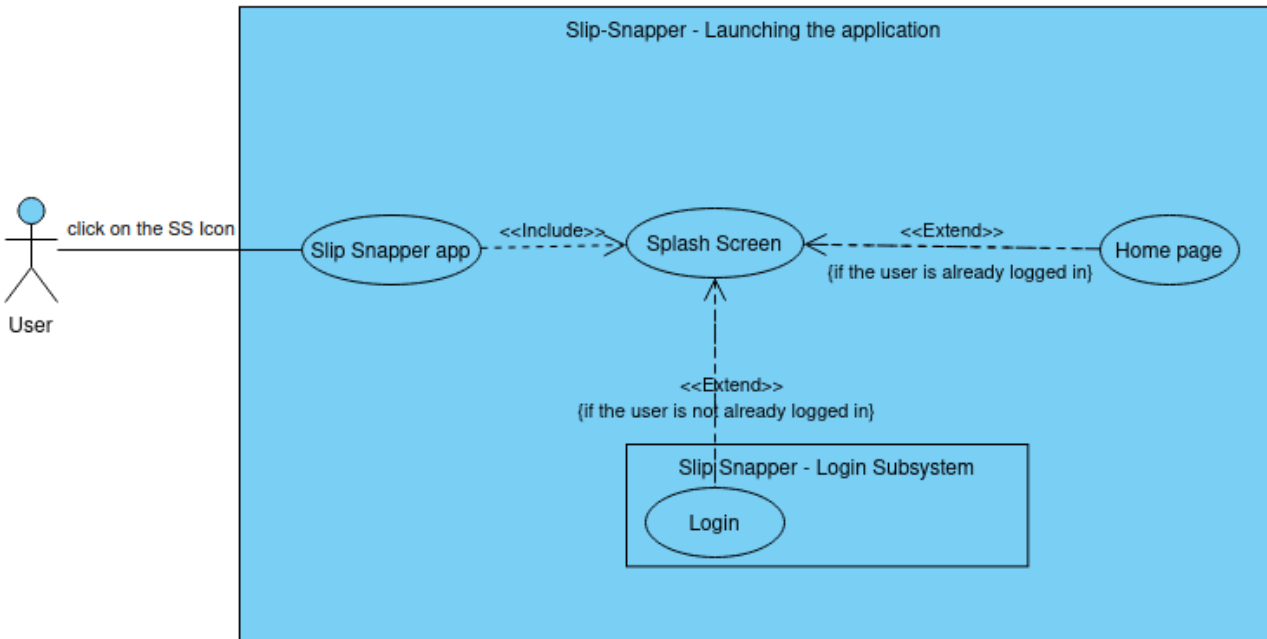 Slip-Snapper - Launching the application
click on the SS Icon
Slip Snapper app
<<Include>>
Splash Screen
<<Extend>>
{if the user is already logged in}
Home page
User
<<Extend>>
{if the user is not already logged in}
Slip Snapper - Login Subsystem
Login